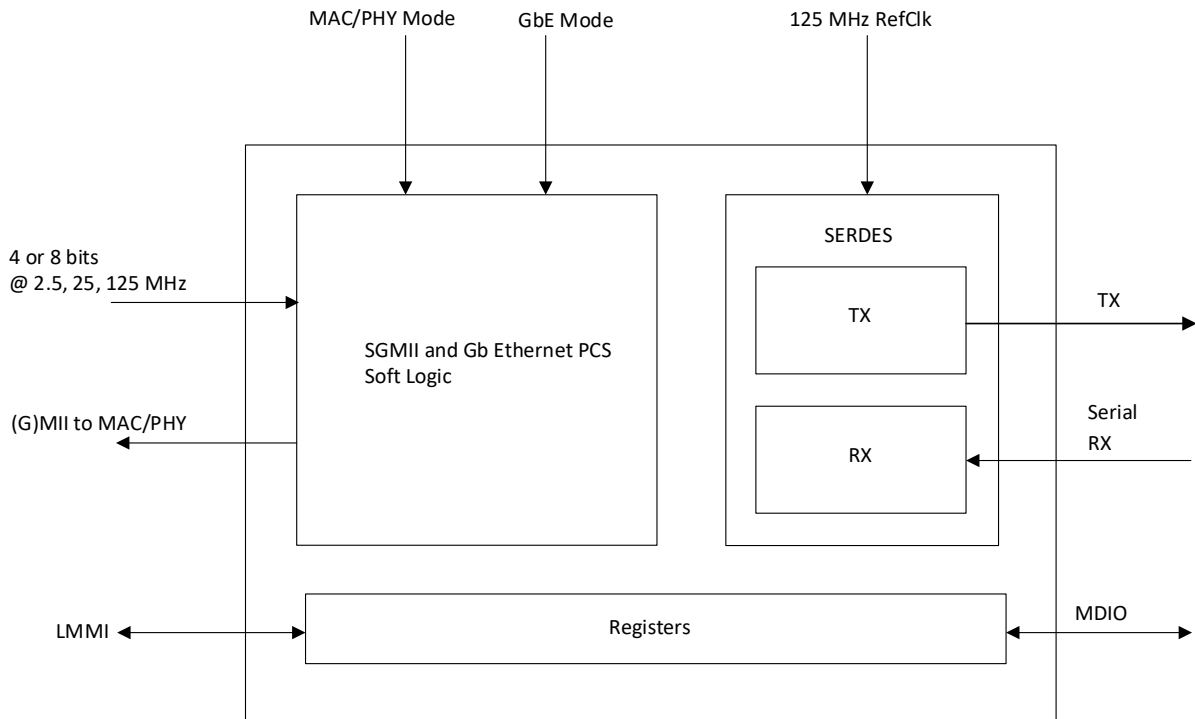 MAC/PHY Mode
GbE Mode
125 MHz RefClk
SERDES
4 or 8 bits
@ 2.5, 25, 125 MHz
TX
TX
SGMII and Gb Ethernet PCS
Soft Logic
(G)MII to MAC/PHY
Serial
RX
RX
LMMI
Registers
MDIO